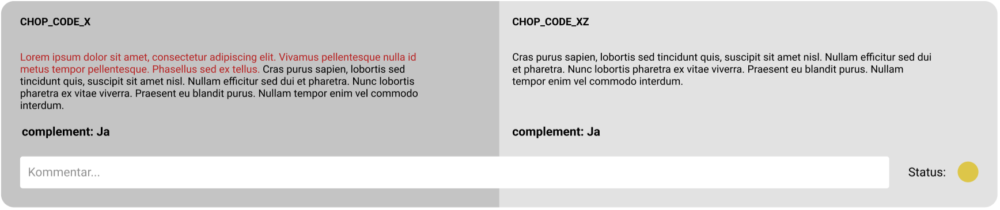 CHOP_CODE_X
Lorem ipsum dolor sit amet, consectetur adipiscing elit. Vivamus pellentesque nulla id
metus tempor pellentesque. Phasellus sed ex tellus. Cras purus sapien, lobortis sed
tincidunt quis, suscipit sit amet nisl. Nullam efficitur sed dui et pharetra. Nunc lobortis
pharetra ex vitae viverra. Praesent eu blandit purus. Nullam tempor enim vel commodo
interdum.
complement: Ja
CHOP_CODE_XZ
Cras purus sapien, lobortis sed tincidunt quis, suscipit sit amet nisl. Nullam efficitur sed dui
et pharetra. Nunc lobortis pharetra ex vitae viverra. Praesent eu blandit purus. Nullam
tempor enim vel commodo interdum.
complement: Ja
Kommentar...
Status: